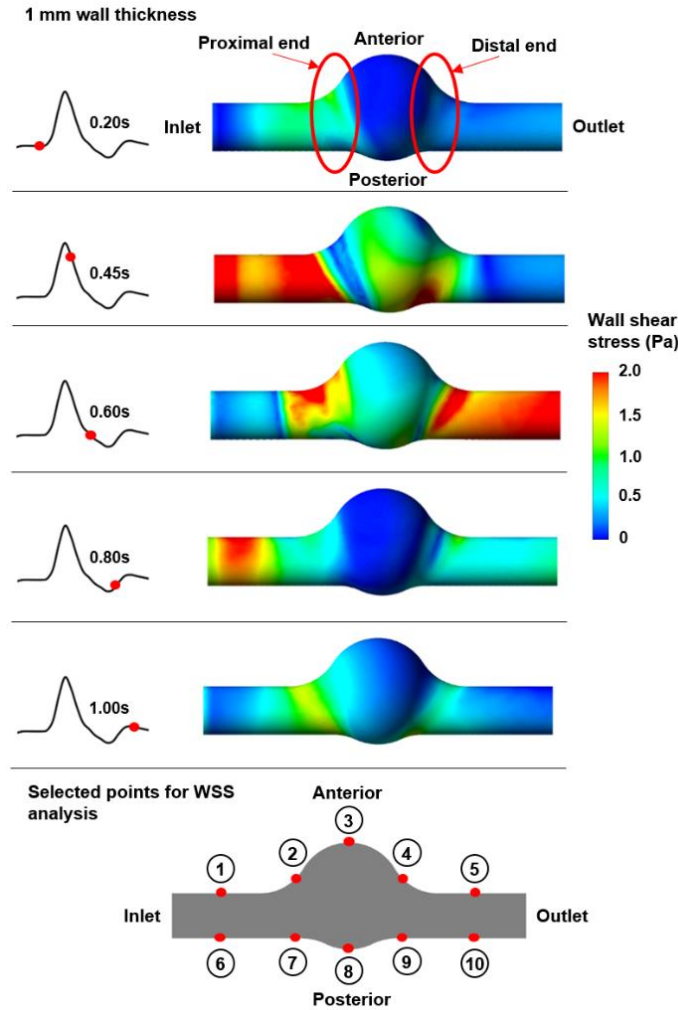 1 mm wall thickness
Proximal end
Anterior
Distal end
0.20s
Inlet
Outlet
Posterior
0.45s
Wall shear
stress (Pa)
2.0
1.5
1.0
0.5
0
0.60s
0.80s
1.00s
Selected points for WSS
analysis
Anterior
3
2
4
1
5
Inlet
Outlet
6
7
8
9
10
Posterior